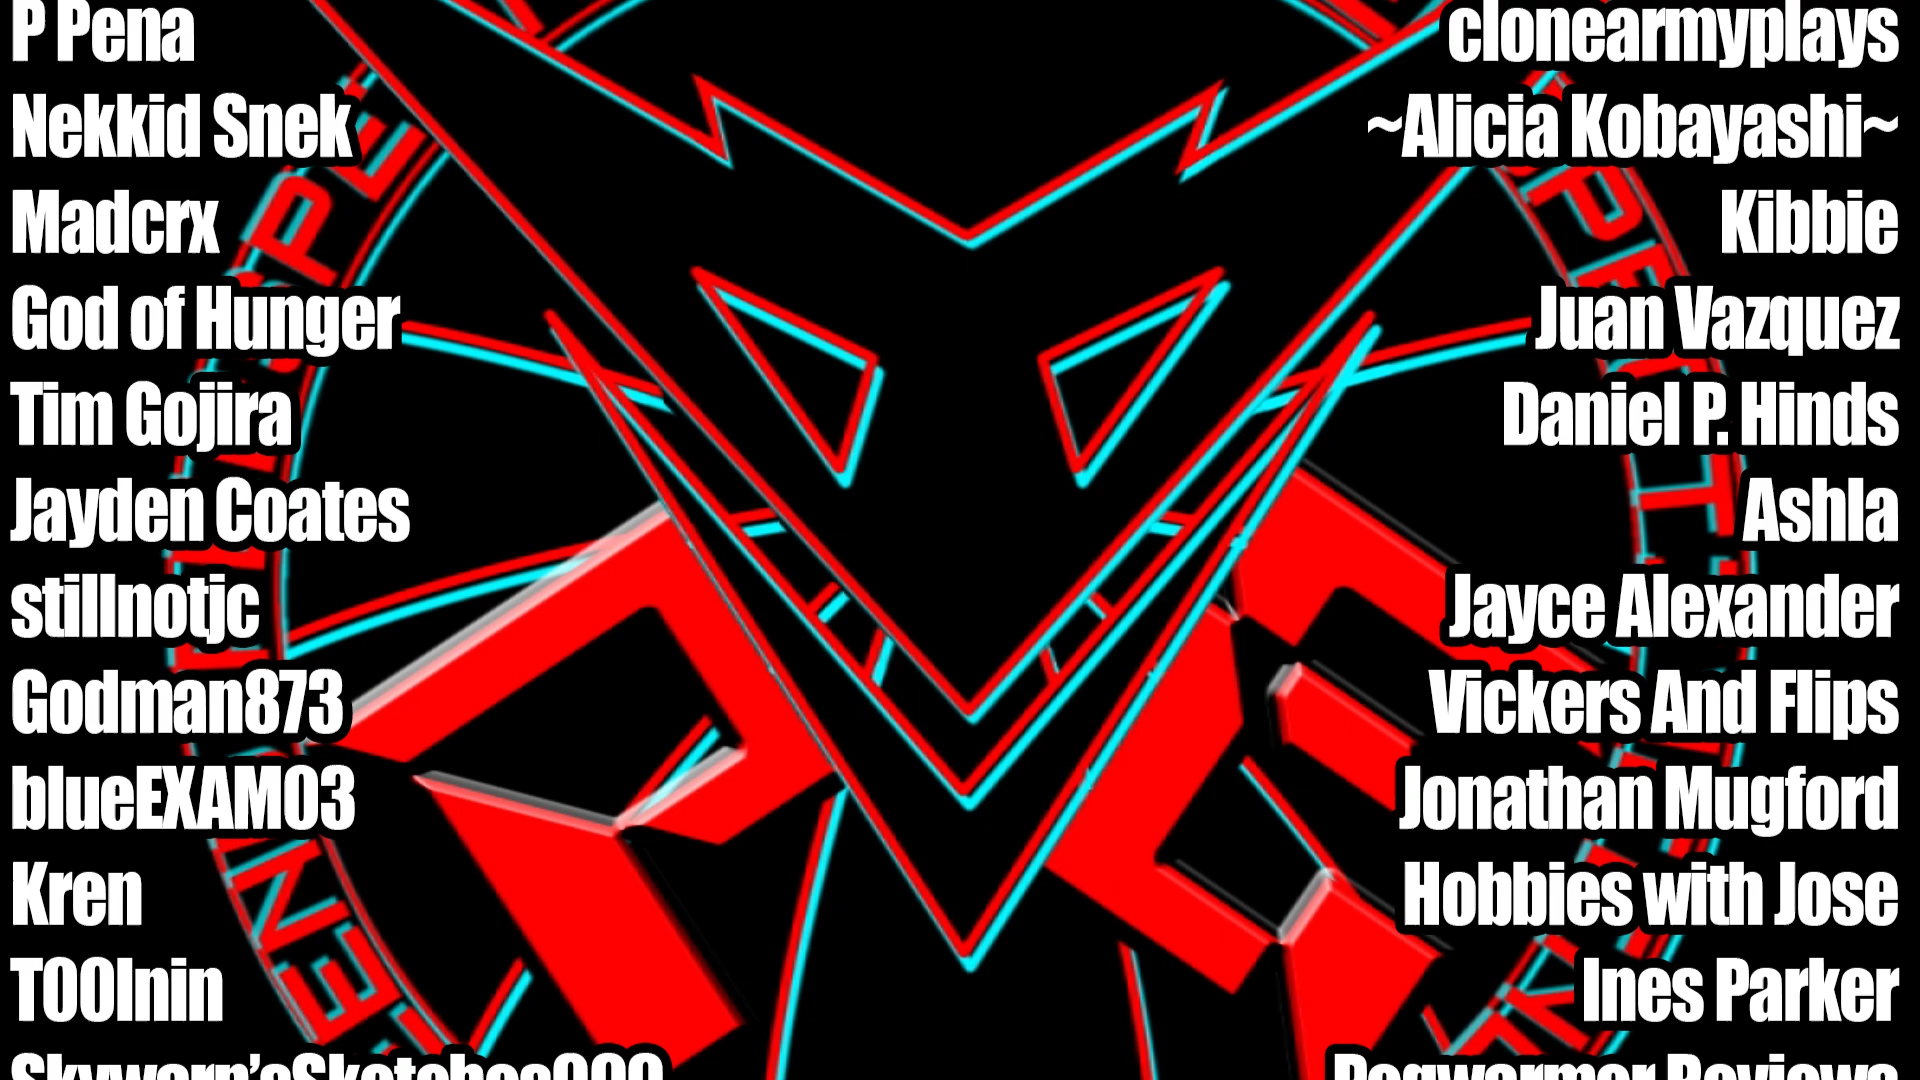 P Pena
Nekkid Snek
Madcrx
God of Hunger
Tim Gojira
Jayden Coates
stillnotjc
Godman873
blueEXAM03
Kren
T00Inin
clonearmyplays
~Alicia Kobayashi~
Kibbie
Juan Vazquez
Daniel P. Hinds
Ashla
Jayce Alexander
Vickers And Flips
Jonathan Mugford
Hobbies with Jose
Ines Parker